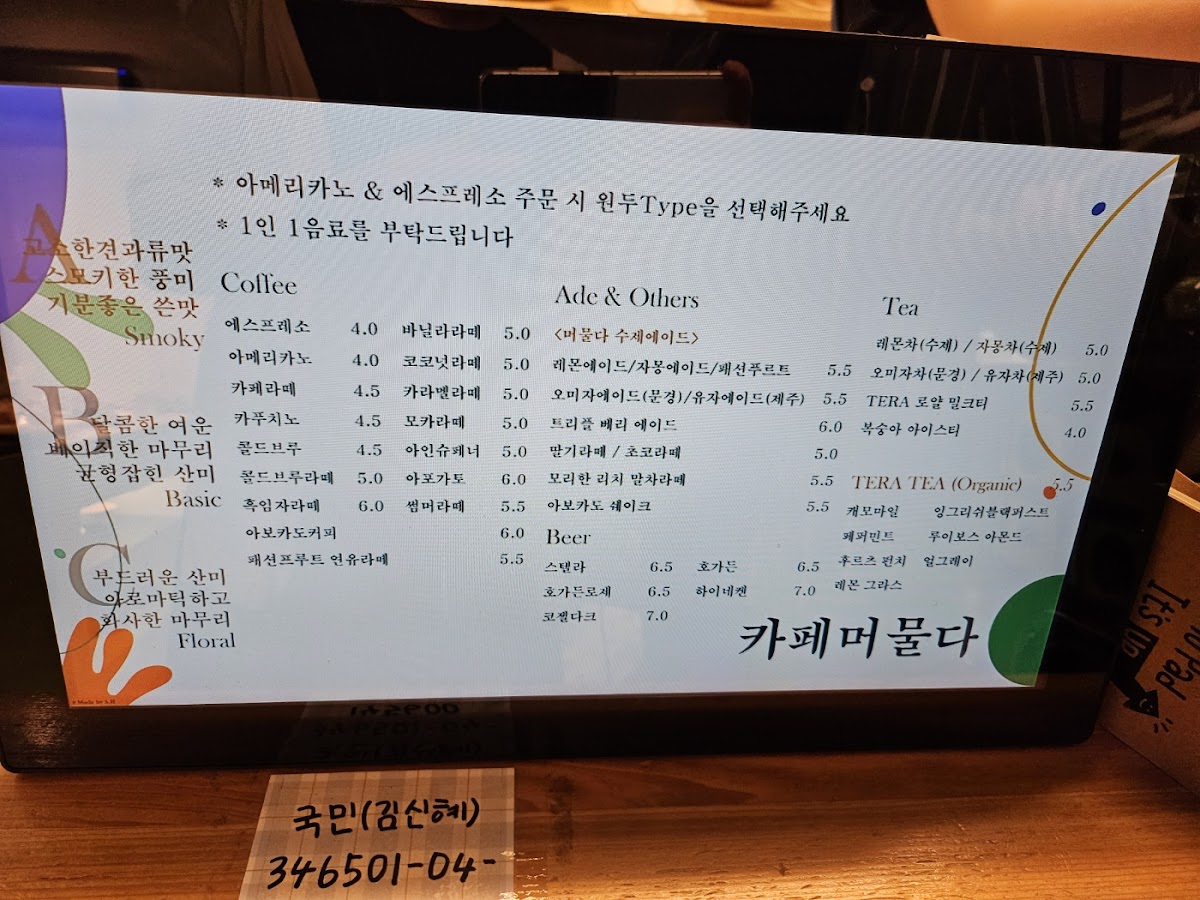 * 아메리카노 & 에스프레소 주문 시 원두Type을 선택해주세요
* 1인 1음료를 부탁드립니다
A
고소한견과류맛
스모키한 풍미
기분좋은 쓴맛
Smoky
B
달콤한 여운
베이직한 마무리
균형잡힌 산미
Basic
C
부드러운 산미
아로마틱하고
화사한 마무리
Floral
Coffee
에스프레소 4.0
아메리카노 4.0
카페라떼 4.5
카푸치노 4.5
콜드브루 4.5
콜드브루라떼 5.0
흑임자라떼 6.0
아보카도커피 6.0
패션프루트 연유라떼 5.5
바닐라라떼 5.0
코코넛라떼 5.0
카라멜라떼 5.0
모카라떼 5.0
아인슈페너 5.0
아포가토 6.0
썸머라떼 5.5
Ade & Others
<머물다 수제에이드>
레몬에이드/자몽에이드/패션푸르트 5.5
오미자에이드(문경)/유자에이드(제주) 5.5
트리플 베리 에이드 6.0
딸기라떼 / 초코라떼 5.0
모리한 리치 말차라떼 5.5
아보카도 쉐이크 5.5
Beer
스텔라 6.5 호가든 6.5
호가든로제 6.5 하이네켄 7.0
코젤다크 7.0
Tea
레몬차(수제) / 자몽차(수제) 5.0
오미자차(문경) / 유자차(제주) 5.0
TERA 로얄 밀크티 5.5
복숭아 아이스티 4.0
TERA TEA (Organic) 5.5
캐모마일 잉그리쉬블랙퍼스트
페퍼민트 루이보스 아몬드
후르츠 펀치 얼그레이
레몬 그라스
카페머물다
국민(김신혜)
346501-04-
It's no